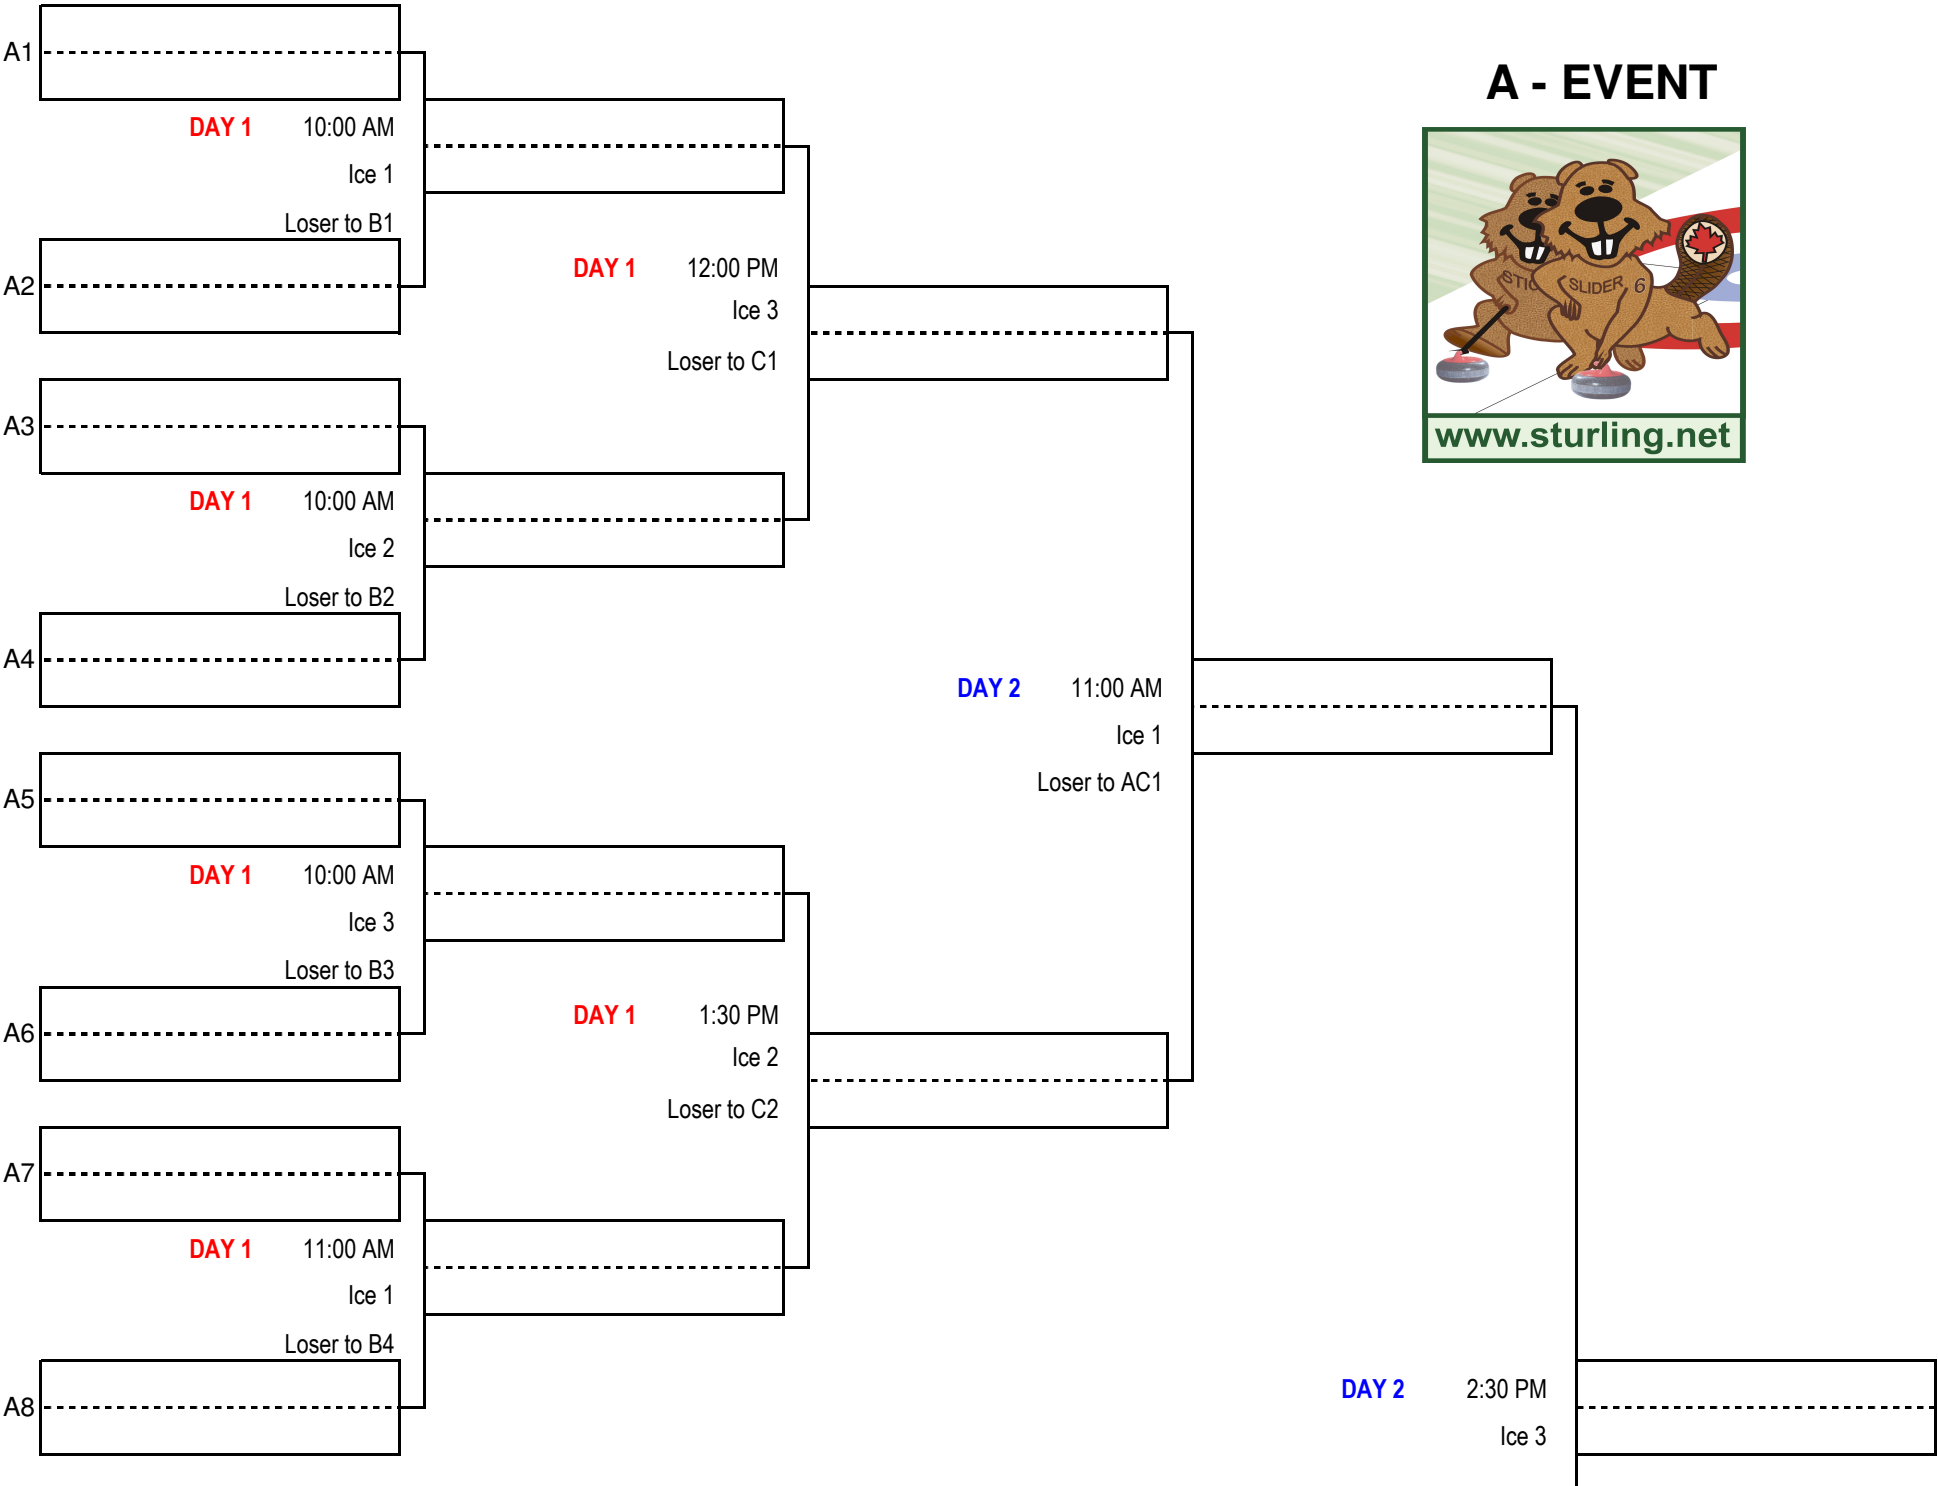 A - EVENT
STIC
SLIDER 6
www.sturling.net
A1
DAY 1 10:00 AM
Ice 1
Loser to B1
A2
DAY 1 12:00 PM
Ice 3
Loser to C1
A3
DAY 1 10:00 AM
Ice 2
Loser to B2
A4
DAY 2 11:00 AM
Ice 1
Loser to AC1
A5
DAY 1 10:00 AM
Ice 3
Loser to B3
A6
DAY 1 1:30 PM
Ice 2
Loser to C2
A7
DAY 1 11:00 AM
Ice 1
Loser to B4
A8
DAY 2 2:30 PM
Ice 3